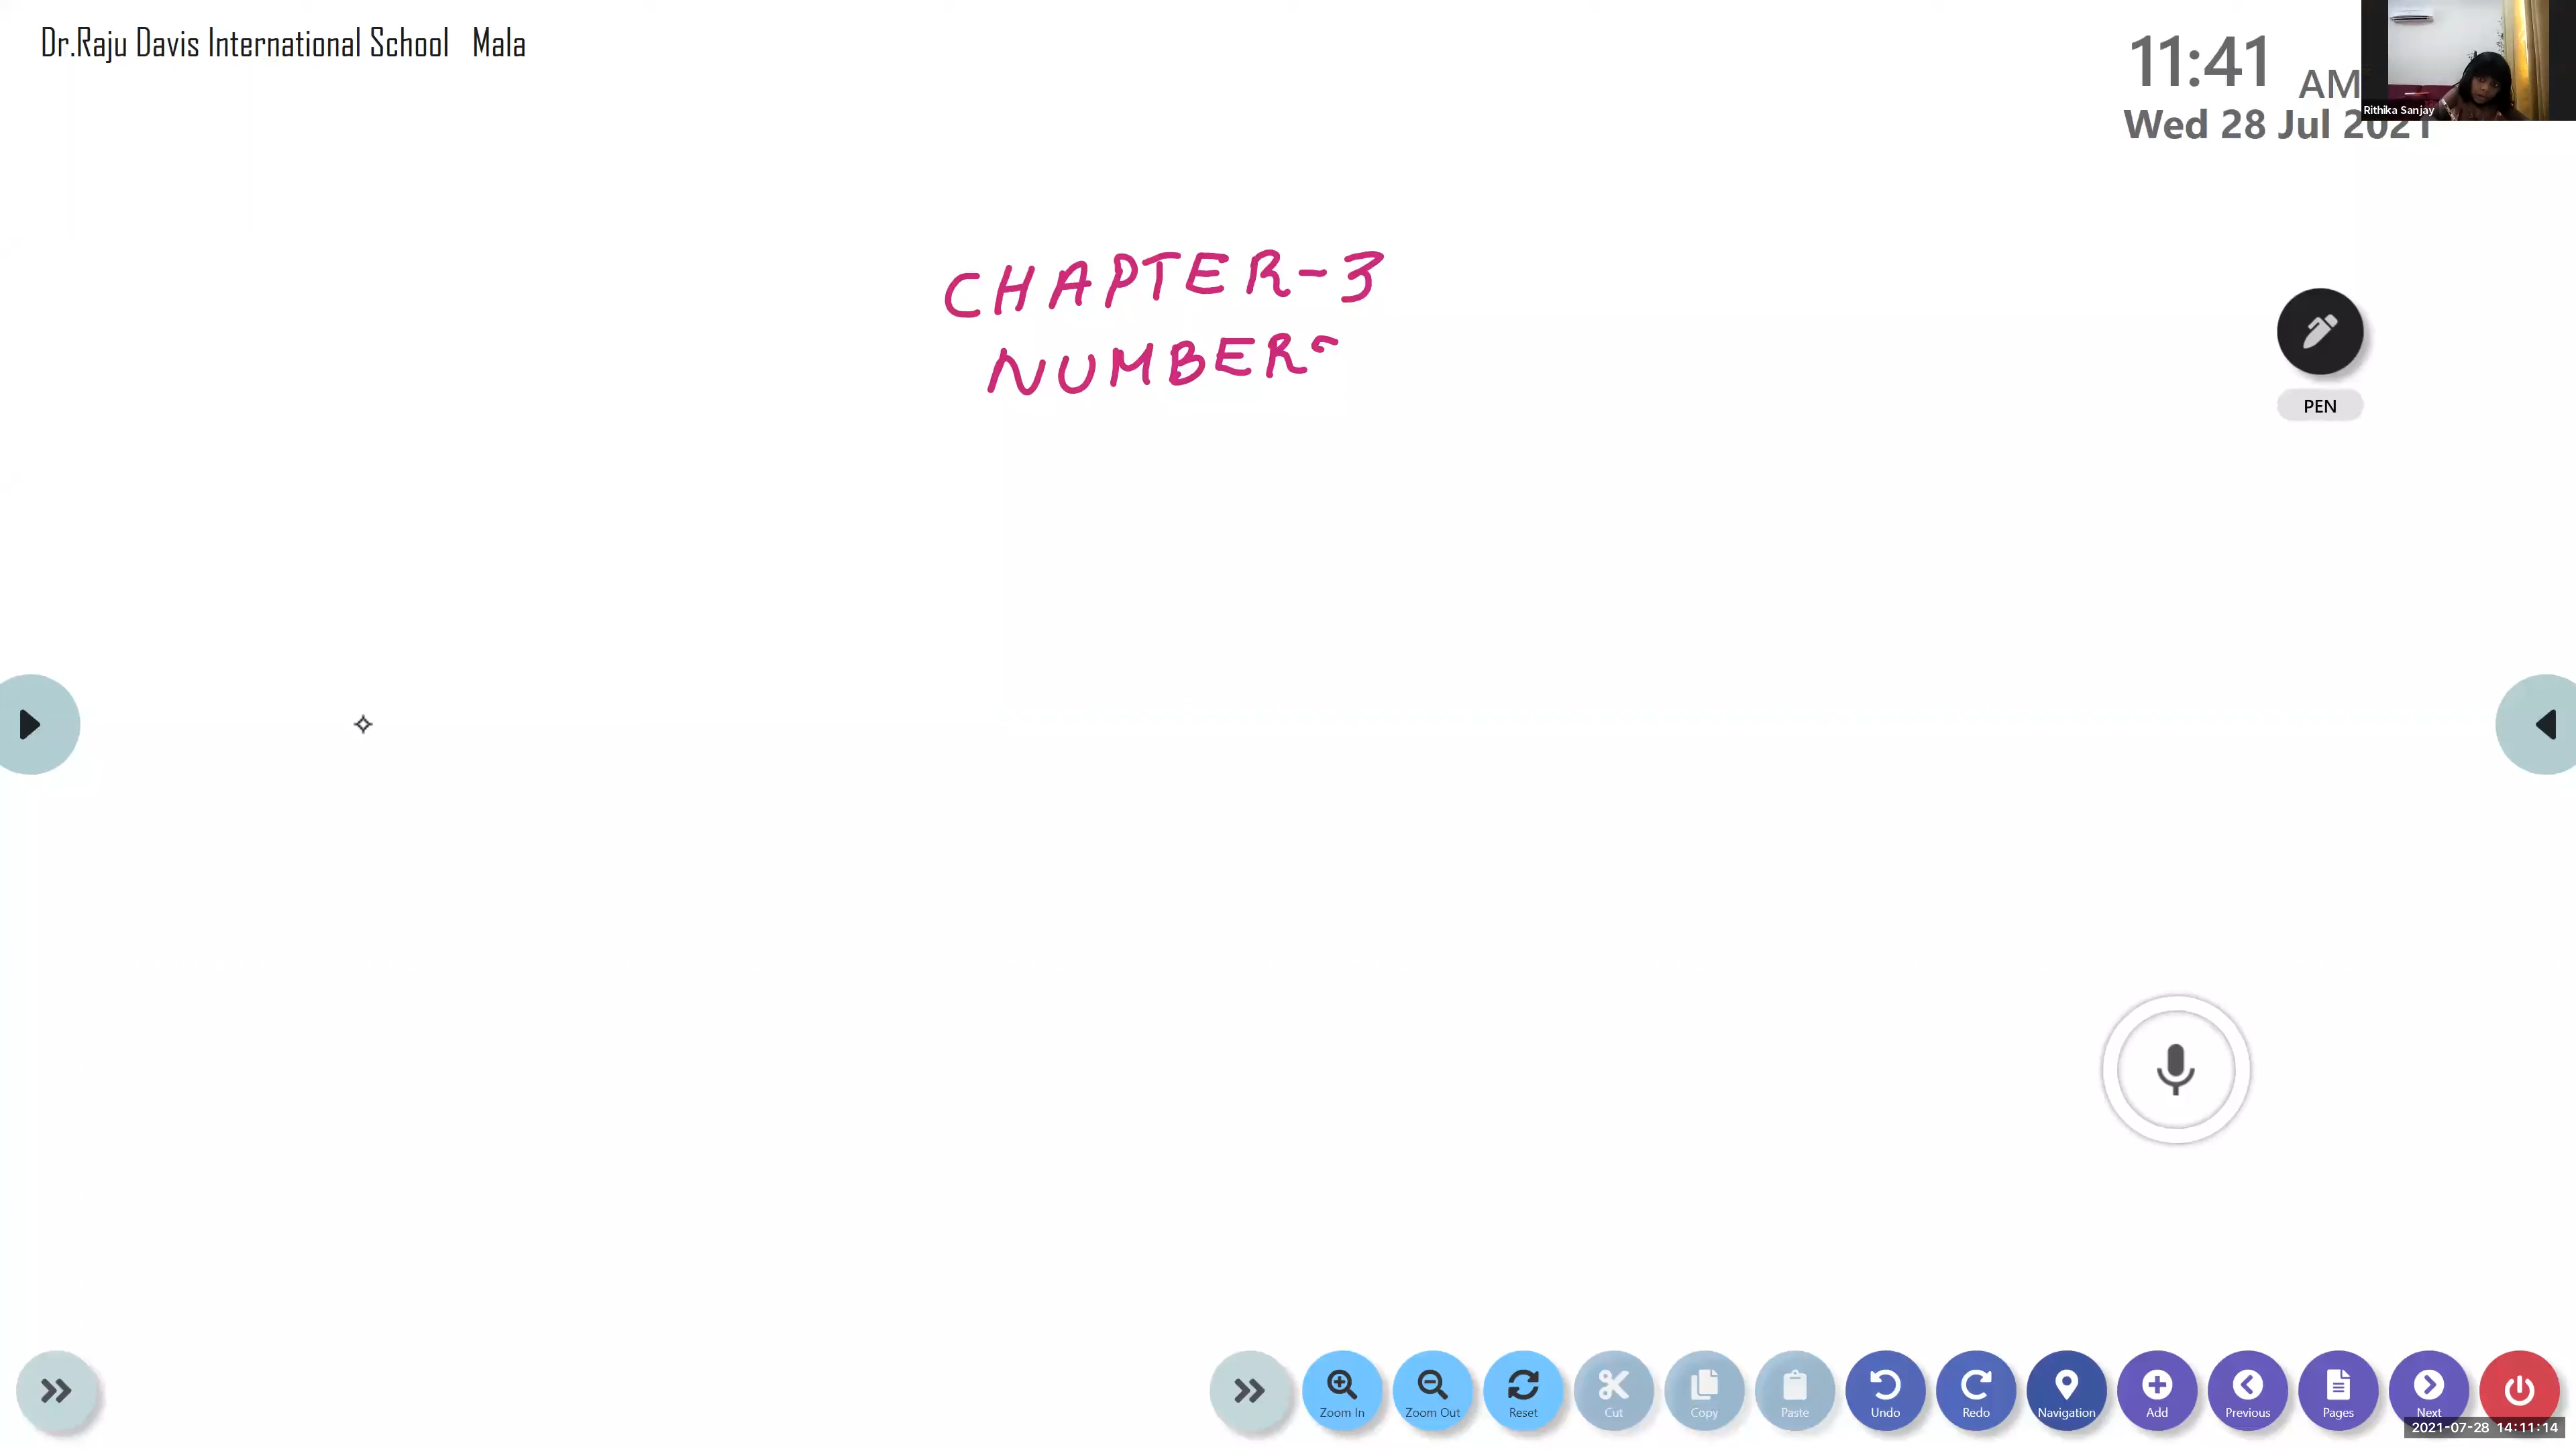 Dr.Raju Davis International School Mala
11:41 AM
Rithika Sanjay
Wed 28 Jul 2021
CHAPTER-3
NUMBER
PEN
Zoom In Zoom Out Reset Cut Copy Paste Undo Redo Navigation Add Previous Pages Next
2021-07-28 14:11:14